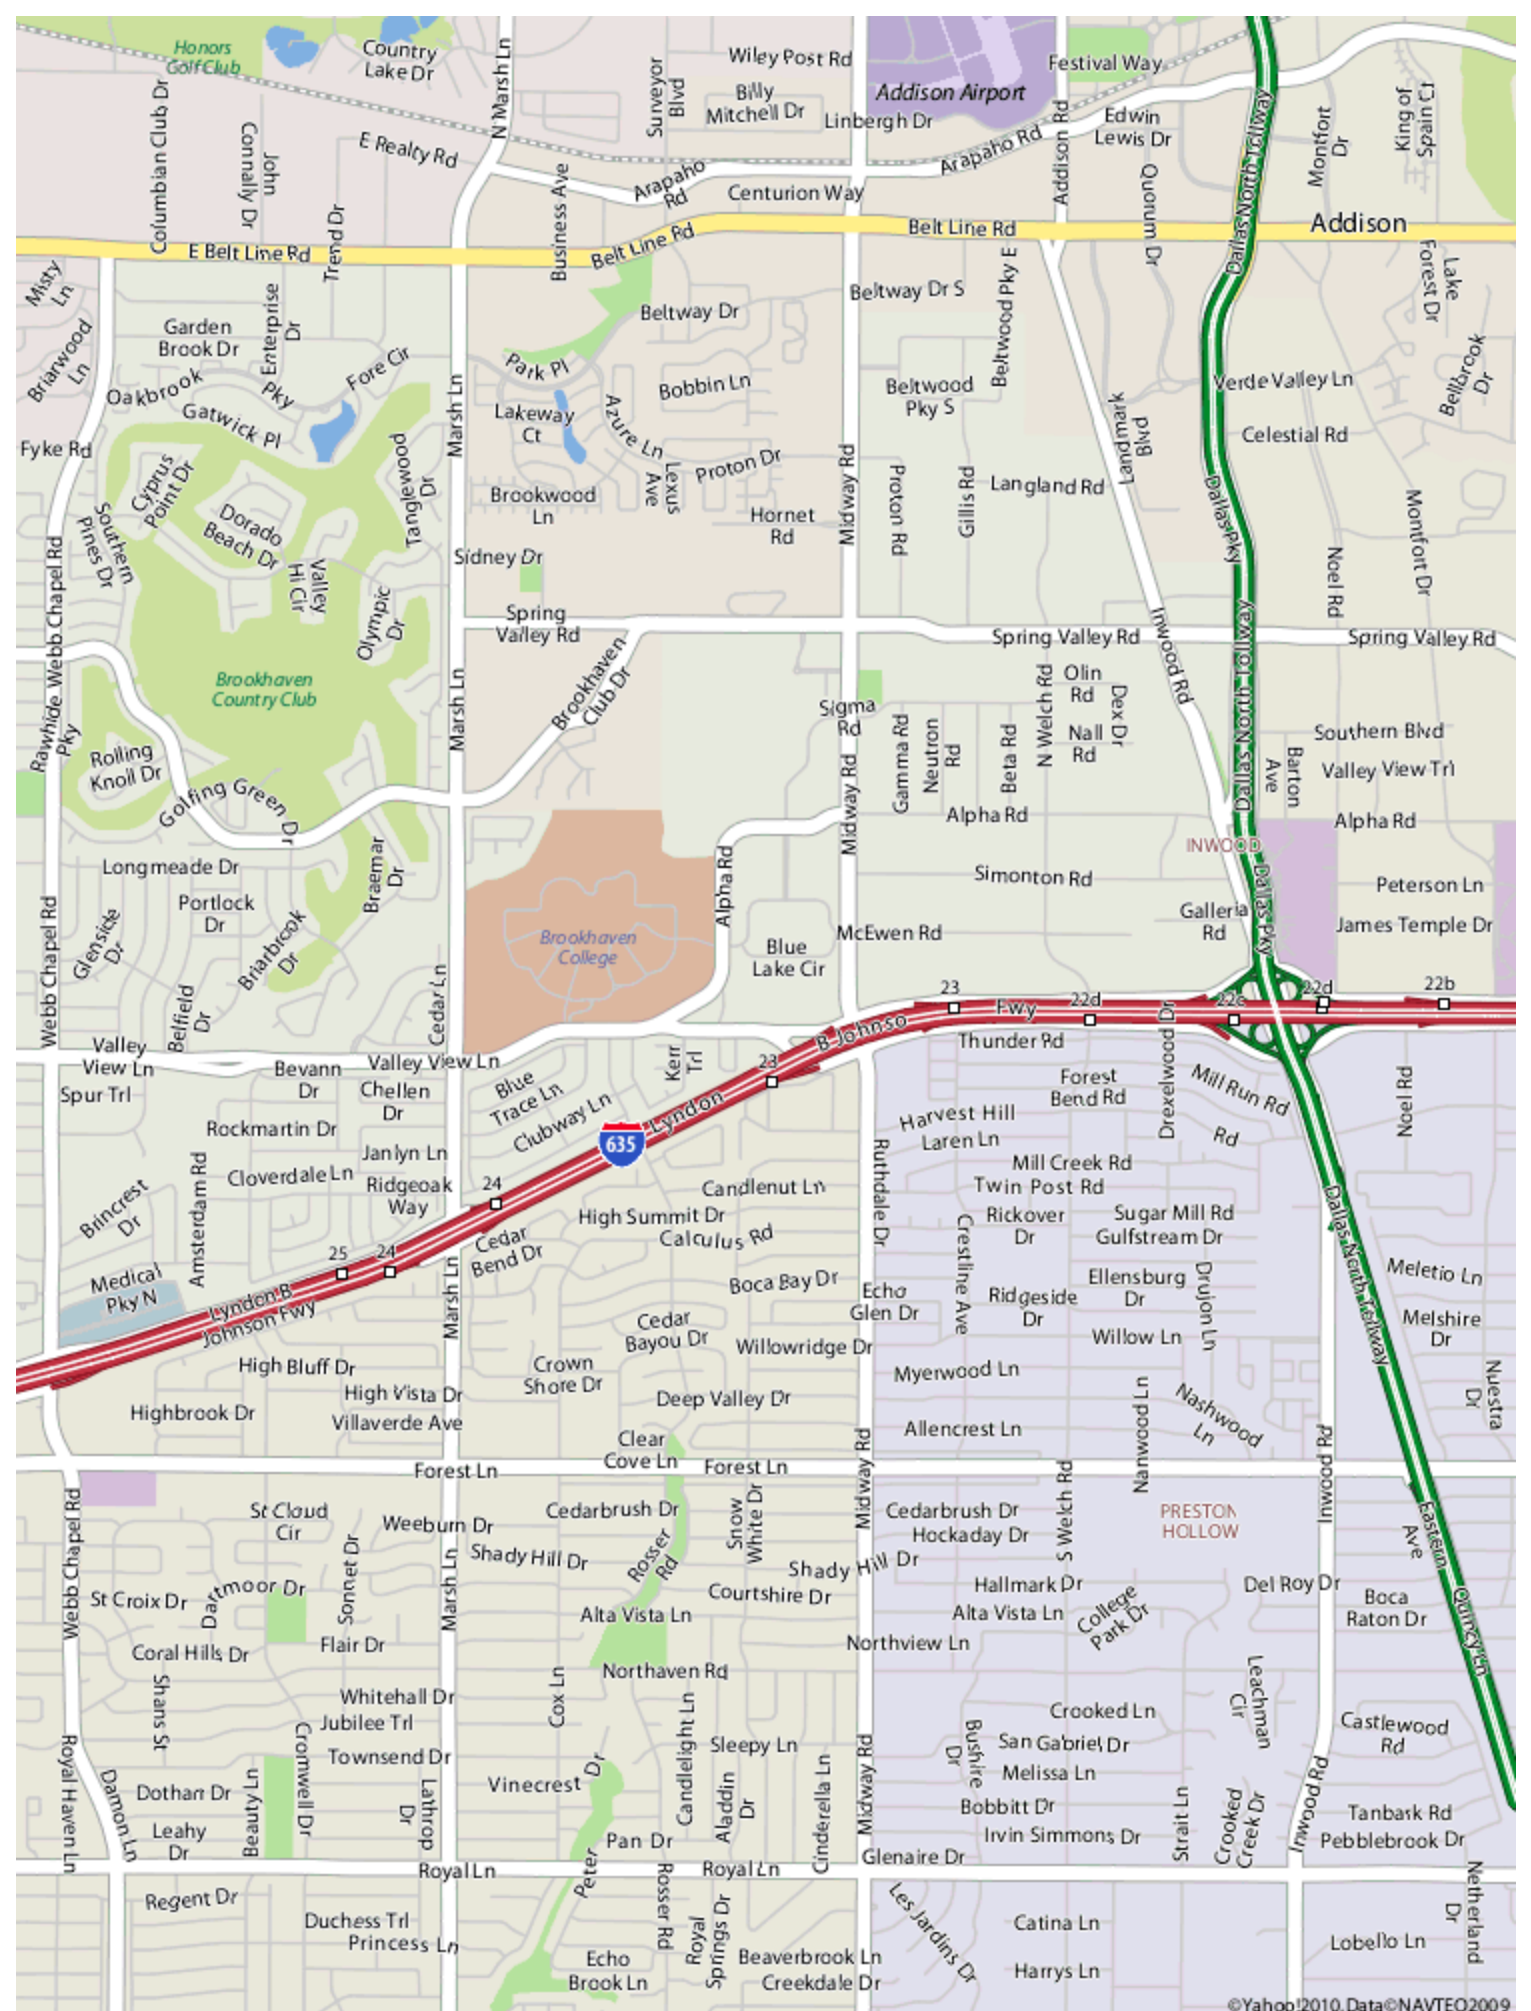 Honors
Golf Club
Country
Lake Dr
N Marsh Ln
Surveyor
Blvd
Wiley Post Rd
Billy
Mitchell Dr
Linbergh Dr
Addison Airport
Festival Way
Addison Rd
Edwin
Lewis Dr
Dallas North Tollway
Montfort
Dr
King of
Spain Ct
Columbian Club Dr
John
Connally Dr
E Realty Rd
Trend Dr
Business Ave
Arapaho
Rd
Centurion Way
Arapaho Rd
Quorum Dr
Addison
E Belt Line Rd
Belt Line Rd
Belt Line Rd
Misty
Ln
Briarwood
Ln
Garden
Brook Dr
Enterprise
Dr
Fore Cir
Oakbrook
Pky
Gatwick Pl
Marsh Ln
Beltway Dr
Park Pl
Bobbin Ln
Lakeway
Ct
Azure Ln
Beltway Dr S
Beltwood Pky E
Beltwood
Pky S
Landmark
Blvd
Lake
Forest Dr
Verde Valley Ln
Bellbrook
Dr
Celestial Rd
Fyke Rd
Cyprus
Point Dr
Southern
Pines Dr
Dorado
Beach Dr
Tanglewood
Dr
Valley
Hi Cir
Olympic
Dr
Brookwood
Ln
Lexus
Ave
Proton Dr
Hornet
Rd
Midway Rd
Proton Rd
Gillis Rd
Langland Rd
Dallas Pky
Noel Rd
Montfort Dr
Sidney Dr
Spring
Valley Rd
Spring Valley Rd
Spring Valley Rd
Inwood Rd
Dallas North Tollway
Webb Chapel Rd
Rawhide
Pky
Brookhaven
Country Club
Marsh Ln
Brookhaven
Club Dr
Rolling
Knoll Dr
Golfing Green Dr
Sigma
Rd
Midway Rd
Gamma Rd
Neutron
Rd
Beta Rd
N Welch Rd
Olin
Rd
Nall
Rd
Dex Dr
Southern Blvd
Barton
Ave
Valley View Trl
Alpha Rd
Alpha Rd
INWOOD
Longmeade Dr
Portlock
Dr
Braemar
Dr
Glenside
Dr
Briarbrook
Dr
Belfield
Dr
Webb Chapel Rd
Cedar Ln
Brookhaven
College
Alpha Rd
Blue
Lake Cir
Simonton Rd
McEwen Rd
Galleria
Rd
Dallas Pky
Peterson Ln
James Temple Dr
23
22d
22c
22d
22b
Fwy
B Johnso
Valley
View Ln
Spur Trl
Bevann
Dr
Valley View Ln
Chellen
Dr
Kerr
Trl
23
Blue
Trace Ln
Clubway Ln
Lyndon
635
Thunder Rd
Forest
Bend Rd
Drexelwood Dr
Mill Run Rd
Rd
Noel Rd
Harvest Hill
Laren Ln
Ruthdale Dr
Rockmartin Dr
Janlyn Ln
Cloverdale Ln
Ridgeoak
Way
Amsterdam Rd
Brincrest
Dr
24
Candlenut Ln
High Summit Dr
Calculus Rd
Cedar
Bend Dr
Mill Creek Rd
Twin Post Rd
Rickover
Dr
Crestline Ave
Sugar Mill Rd
Gulfstream Dr
Dallas North Tollway
25
24
Medical
Pky N
Lyndon B
Johnson Fwy
Marsh Ln
Boca Bay Dr
Echo
Glen Dr
Ellensburg
Dr
Ridgeside
Dr
Drujon Ln
Meletio Ln
Melshire
Dr
Cedar
Bayou Dr
Willowridge Dr
Willow Ln
High Bluff Dr
Crown
Shore Dr
Myerwood Ln
High Vista Dr
Deep Valley Dr
Highbrook Dr
Villaverde Ave
Allencrest Ln
Nanwood Ln
Nashwood
Ln
Nuestra
Dr
Clear
Cove Ln
Forest Ln
Forest Ln
Midway Rd
S Welch Rd
Inwood Rd
Webb Chapel Rd
St Cloud
Cir
Weeburn Dr
Sonnet Dr
Cedarbrush Dr
Snow
White Dr
Cedarbrush Dr
Hockaday Dr
PRESTON
HOLLOW
Eastern
Ave
Shady Hill Dr
Rosser
Rd
Shady Hill Dr
St Croix Dr
Dartmoor Dr
Marsh Ln
Courtshire Dr
Hallmark Dr
Del Roy Dr
Alta Vista Ln
Alta Vista Ln
College
Park Dr
Boca
Raton Dr
Quincy Ln
Coral Hills Dr
Flair Dr
Northview Ln
Northaven Rd
Shans St
Whitehall Dr
Jubilee Trl
Cox Ln
Candlelight Ln
Crooked Ln
Leachman
Cir
Castlewood
Rd
Cromwell Dr
Townsend Dr
Sleepy Ln
Midway Rd
Bushire
Dr
San Gabriel Dr
Melissa Ln
Royal Haven Ln
Damon Ln
Dothan Dr
Leahy
Dr
Beauty Ln
Lathrop
Dr
Vinecrest Dr
Aladdin
Dr
Cinderella Ln
Bobbitt Dr
Irvin Simmons Dr
Strait Ln
Crooked
Creek Dr
Inwood Rd
Tanbark Rd
Pebblebrook Dr
Pan Dr
Peter
Royal Ln
Royal Ln
Glenaire Dr
Regent Dr
Duchess Trl
Princess Ln
Rosser Rd
Royal
Springs Dr
Echo
Brook Ln
Beaverbrook Ln
Creekdale Dr
Les Jardins Dr
Catina Ln
Harrys Ln
Lobello Ln
Netherland
Dr
©Yahoo!2010, Data©NAVTEQ2009